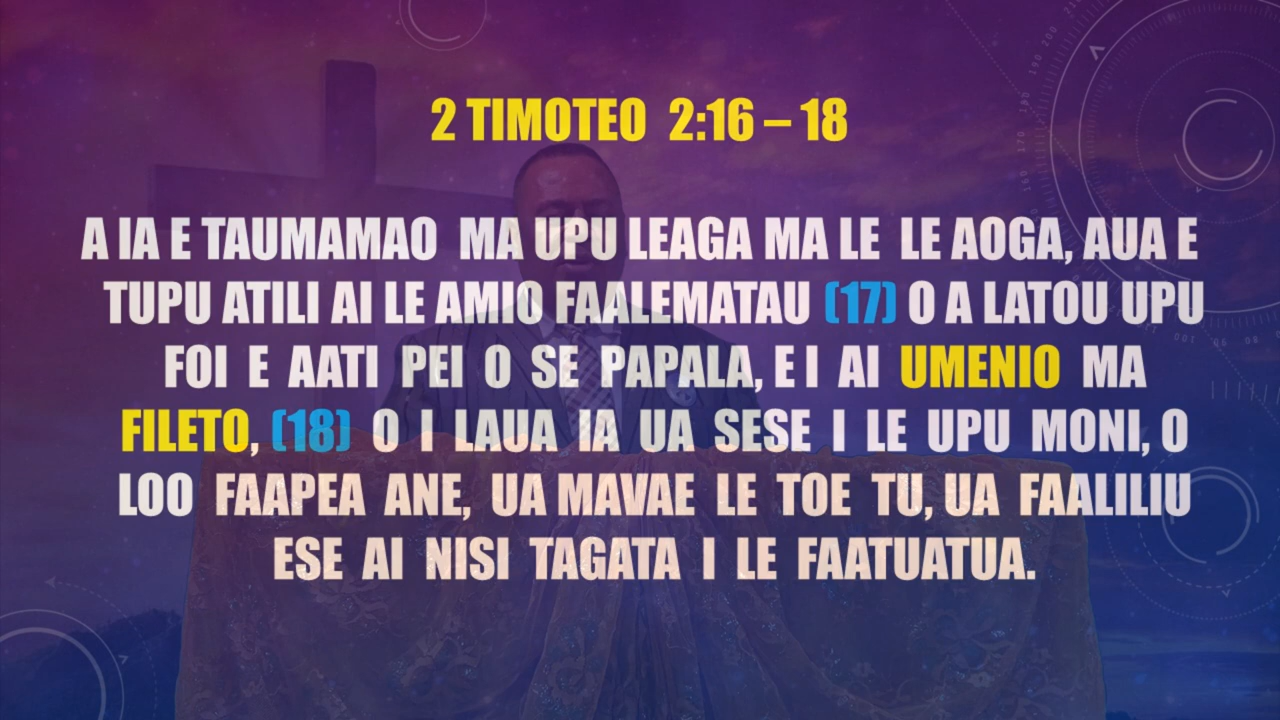 2 TIMOTEO 2:16 – 18
A IA E TAUMAMAO MA UPU LEAGA MA LE LE AOGA, AUA E
TUPU ATILI AI LE AMIO FAALEMATAU (17) O A LATOU UPU
FOI E AATI PEI O SE PAPALA, E I AI UMENIO MA
FILETO, (18) O I LAUA IA UA SESE I LE UPU MONI, O
LOO FAAPEA ANE, UA MAVAE LE TOE TU, UA FAALILIU
ESE AI NISI TAGATA I LE FAATUATUA.